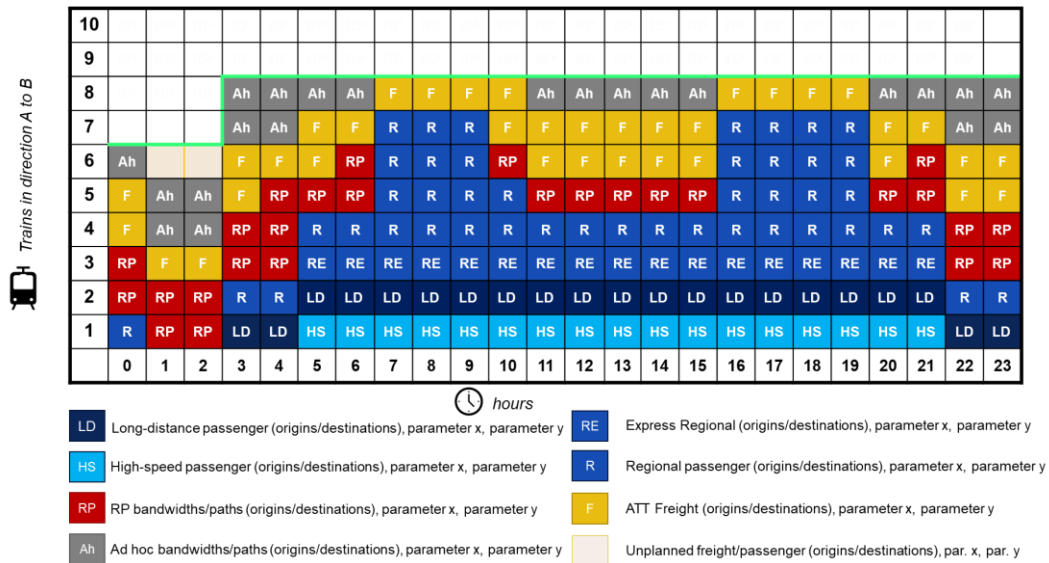 Trains in direction A to B
10
9
8 Ah Ah Ah Ah F F F F Ah Ah Ah Ah Ah F F F F Ah Ah Ah Ah
7 Ah Ah F F R R R F F F F F F R R R R F F Ah Ah
6 Ah F F F RP R R R RP F F F F F R R R R F RP F F
5 F Ah Ah F RP RP RP R R R R RP RP RP RP RP R R R R RP RP F F
4 F Ah Ah RP RP R R R R R R R R R R R R R R R R R RP RP
3 RP F F RP RP RE RE RE RE RE RE RE RE RE RE RE RE RE RE RE RE RE RP RP
2 RP RP RP R R LD LD LD LD LD LD LD LD LD LD LD LD LD LD LD LD LD R R
1 R RP RP LD LD HS HS HS HS HS HS HS HS HS HS HS HS HS HS HS HS HS LD LD
0 1 2 3 4 5 6 7 8 9 10 11 12 13 14 15 16 17 18 19 20 21 22 23
hours
LD Long-distance passenger (origins/destinations), parameter x, parameter y
RE Express Regional (origins/destinations), parameter x, parameter y
HS High-speed passenger (origins/destinations), parameter x, parameter y
R Regional passenger (origins/destinations), parameter x, parameter y
RP RP bandwidths/paths (origins/destinations), parameter x, parameter y
F ATT Freight (origins/destinations), parameter x, parameter y
Ah Ad hoc bandwidths/paths (origins/destinations), parameter x, parameter y
Unplanned freight/passenger (origins/destinations), par. x, par. y